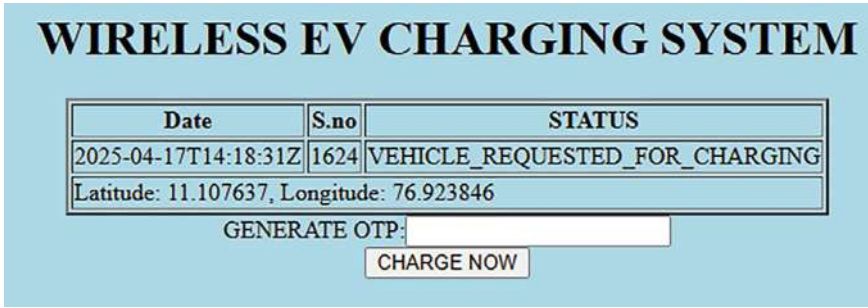 WIRELESS EV CHARGING SYSTEM
Date S.no STATUS
2025-04-17T14:18:31Z 1624 VEHICLE_REQUESTED_FOR_CHARGING
Latitude: 11.107637, Longitude: 76.923846
GENERATE OTP:
CHARGE NOW